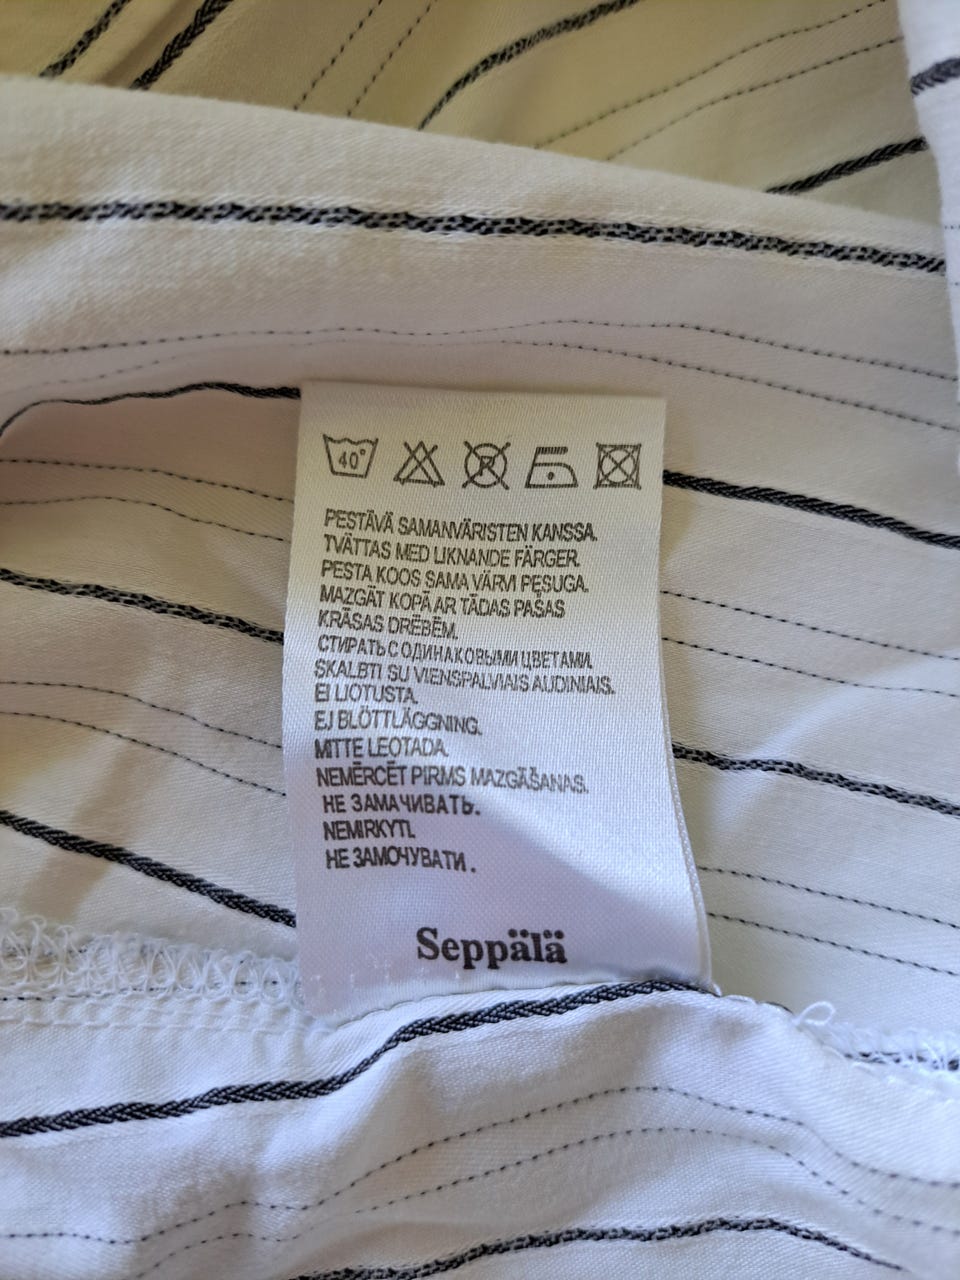 40°
P
PESTÄVÄ SAMANVÄRISTEN KANSSA.
TVÄTTAS MED LIKNANDE FÄRGER.
PESTA KOOS SAMA VÄRVI PESUGA.
MAZGĀT KOPĀ AR TĀDAS PAŠAS
KRĀSAS DRĒBĒM.
СТИРАТЬ С ОДИНАКОВЫМИ ЦВЕТАМИ.
SKALBTI SU VIENSPALVIAIS AUDINIAIS.
EI LIOTUSTA.
EJ BLÖTTLÄGGNING.
MITTE LEOTADA.
NEMĒRCĒT PIRMS MAZGĀŠANAS.
НЕ ЗАМАЧИВАТЬ.
NEMIRKYTI.
НЕ ЗАМОЧУВАТИ.
Seppälä